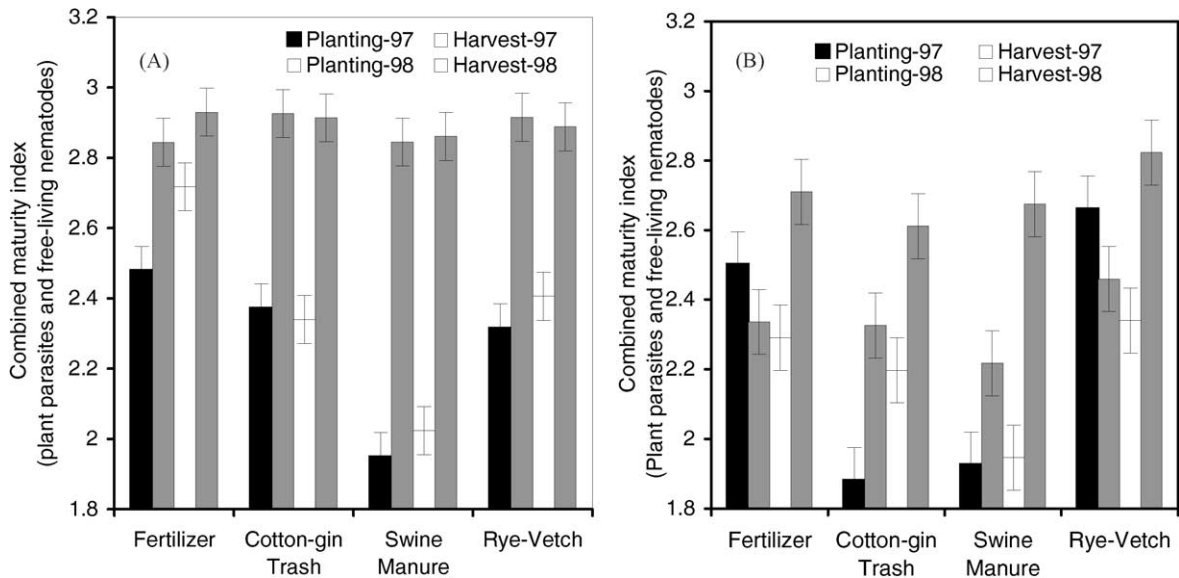 Combined maturity index
(plant parasites and free-living nematodes)
3.2
3
2.8
2.6
2.4
2.2
2
1.8
(A)
Planting-97
Harvest-97
Planting-98
Harvest-98
Fertilizer
Cotton-gin
Trash
Swine
Manure
Rye-Vetch
Combined maturity index
(Plant parasites and free-living nematodes)
3.2
3
2.8
2.6
2.4
2.2
2
1.8
(B)
Planting-97
Harvest-97
Planting-98
Harvest-98
Fertilizer
Cotton-gin
Trash
Swine
Manure
Rye-Vetch